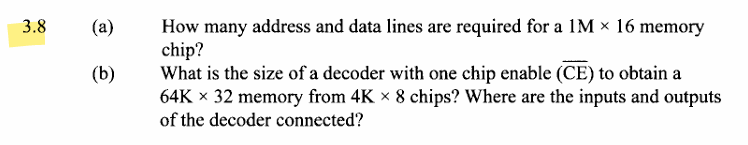 3.8 (a) How many address and data lines are required for a 1M × 16 memory
chip?
(b) What is the size of a decoder with one chip enable (C̅E̅) to obtain a
64K × 32 memory from 4K × 8 chips? Where are the inputs and outputs
of the decoder connected?